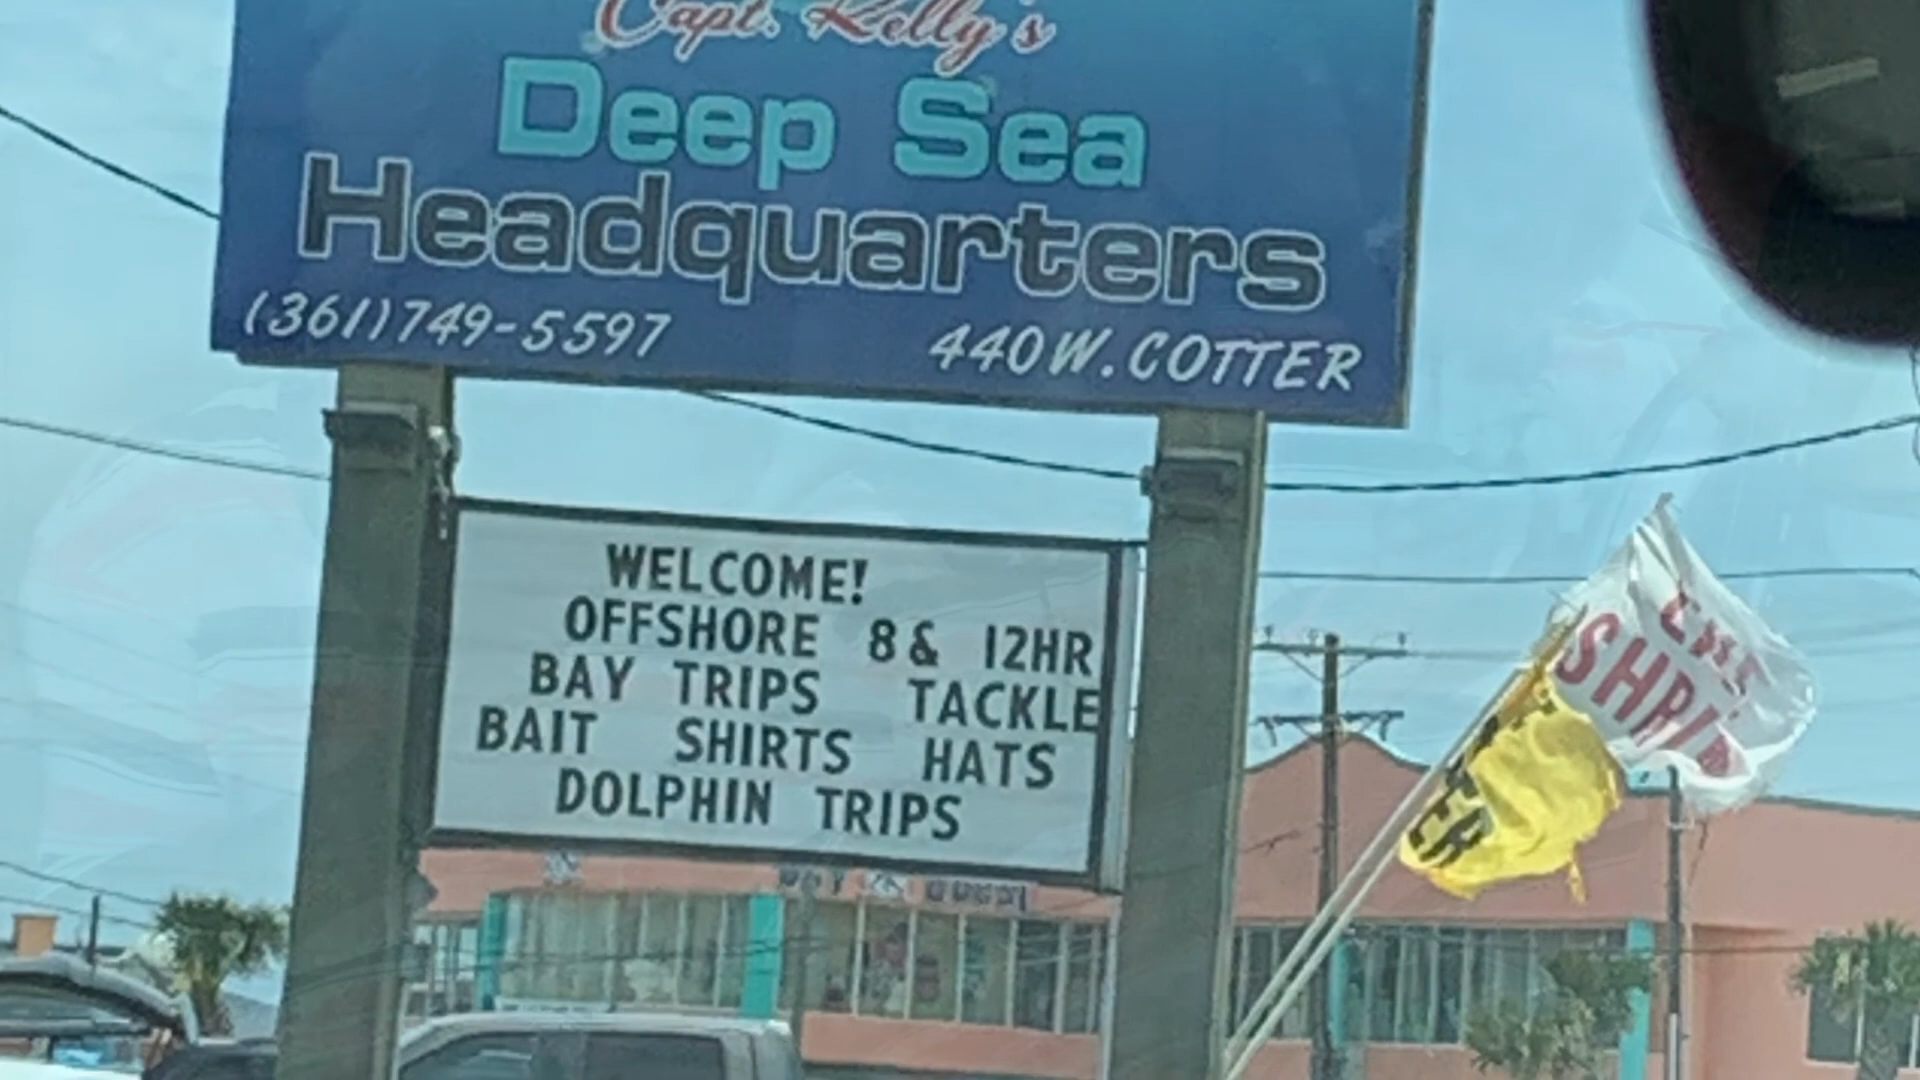 Capt. Kelly's
Deep Sea
Headquarters
(361)749-5597 440 W. COTTER
WELCOME!
OFFSHORE 8 & 12HR
BAY TRIPS TACKLE
BAIT SHIRTS HATS
DOLPHIN TRIPS